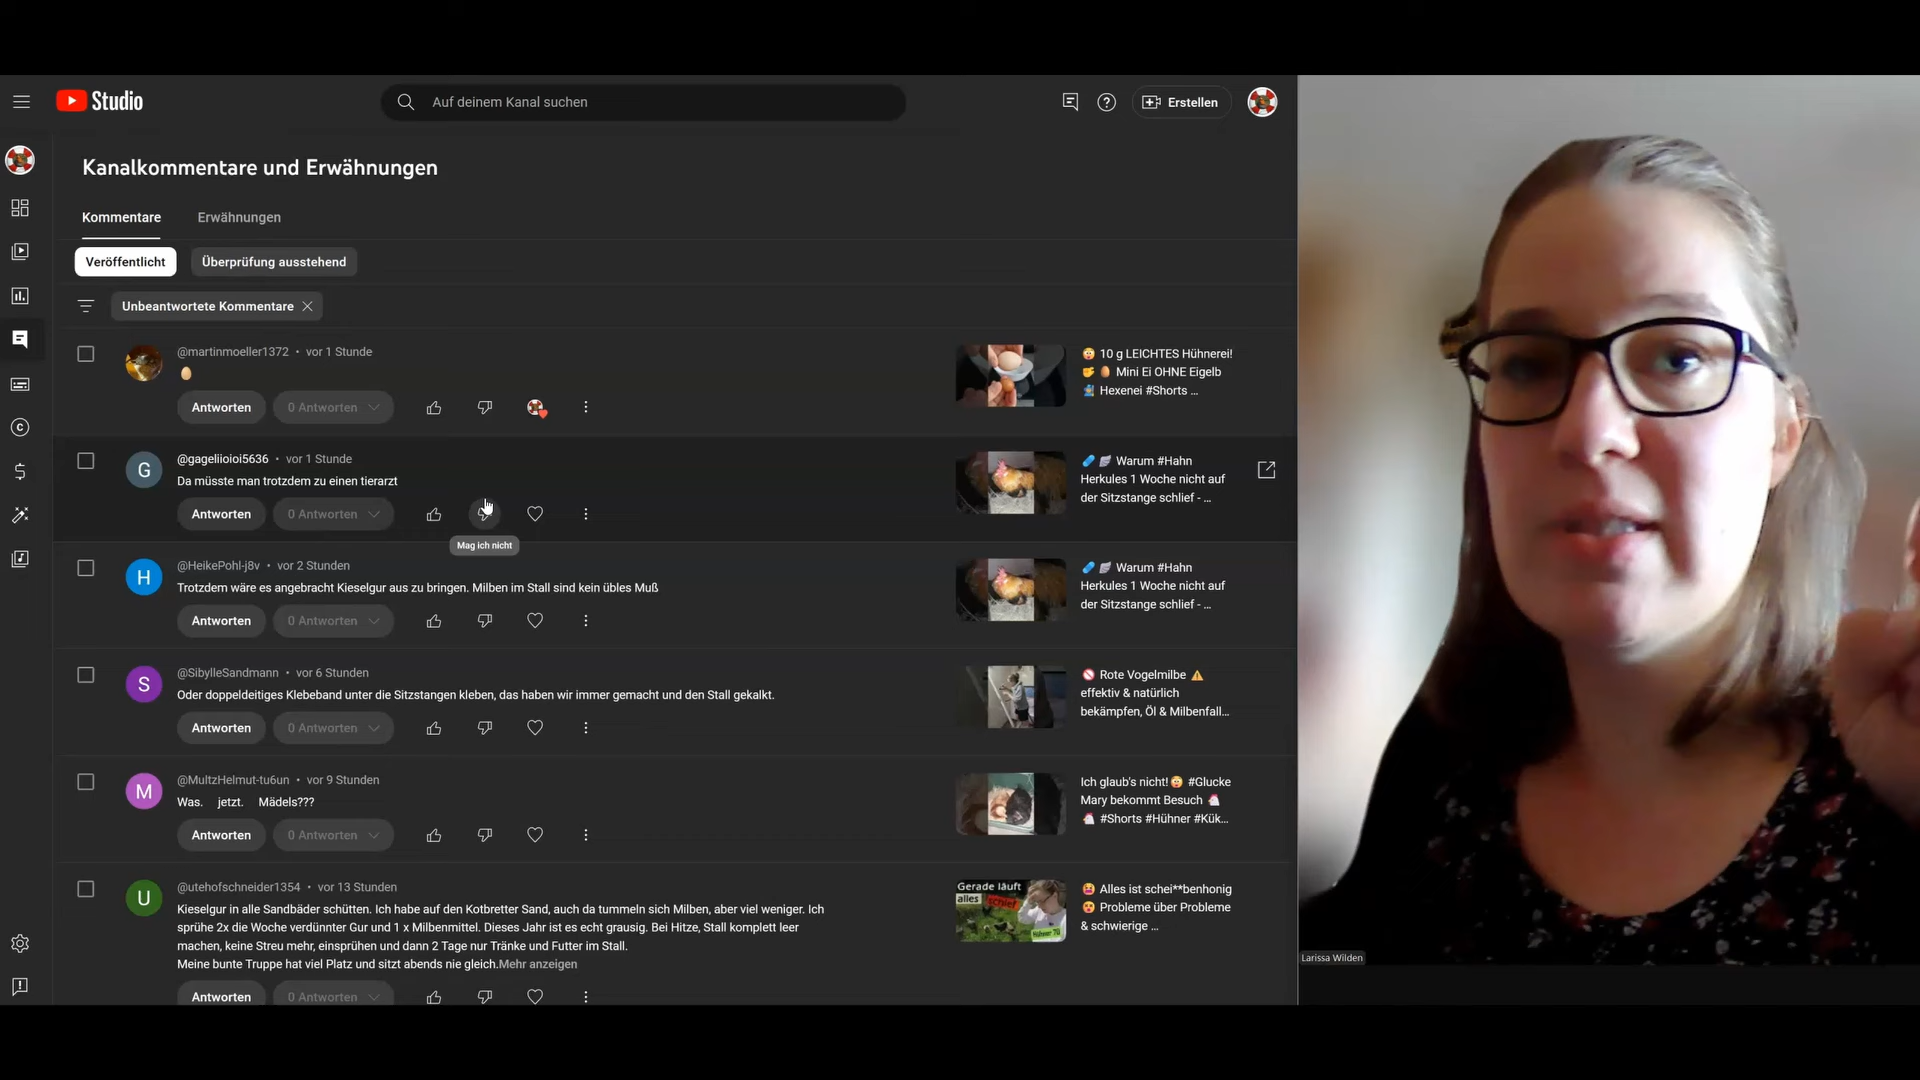 Studio
Auf deinem Kanal suchen
Erstellen
Kanalkommentare und Erwähnungen
Kommentare
Erwähnungen
Veröffentlicht
Überprüfung ausstehend
Unbeantwortete Kommentare
@martinmoeller1372 • vor 1 Stunde
🥚
Antworten
0 Antworten
😳 10 g LEICHTES Hühnerei!
Mini Ei OHNE Eigelb
Hexenei #Shorts ...
G
@gageliioioi5636 • vor 1 Stunde
Da müsste man trotzdem zu einen tierarzt
Antworten
0 Antworten
Mag ich nicht
Warum #Hahn
Herkules 1 Woche nicht auf
der Sitzstange schlief - ...
H
@HeikePohl-j8v • vor 2 Stunden
Trotzdem wäre es angebracht Kieselgur aus zu bringen. Milben im Stall sind kein übles Muß
Antworten
0 Antworten
Warum #Hahn
Herkules 1 Woche nicht auf
der Sitzstange schlief - ...
S
@SibylleSandmann • vor 6 Stunden
Oder doppeldeitiges Klebeband unter die Sitzstangen kleben, das haben wir immer gemacht und den Stall gekalkt.
Antworten
0 Antworten
🚫 Rote Vogelmilbe ⚠️
effektiv & natürlich
bekämpfen, Öl & Milbenfall...
M
@MultzHelmut-tu6un • vor 9 Stunden
Was. jetzt. Mädels???
Antworten
0 Antworten
Ich glaub's nicht!😳 #Glucke
Mary bekommt Besuch 🐔
🐔 #Shorts #Hühner #Kük...
U
@utehofschneider1354 • vor 13 Stunden
Kieselgur in alle Sandbäder schütten. Ich habe auf den Kotbretter Sand, auch da tummeln sich Milben, aber viel weniger. Ich
sprühe 2x die Woche verdünnter Gur und 1 x Milbenmittel. Dieses Jahr ist es echt grausig. Bei Hitze, Stall komplett leer
machen, keine Streu mehr, einsprühen und dann 2 Tage nur Tränke und Futter im Stall.
Meine bunte Truppe hat viel Platz und sitzt abends nie gleich.Mehr anzeigen
Antworten
0 Antworten
Gerade läuft
alles schief
Hühner TÜ
Alles ist schei**benhonig
Probleme über Probleme
& schwierige ...
Larissa Wilden